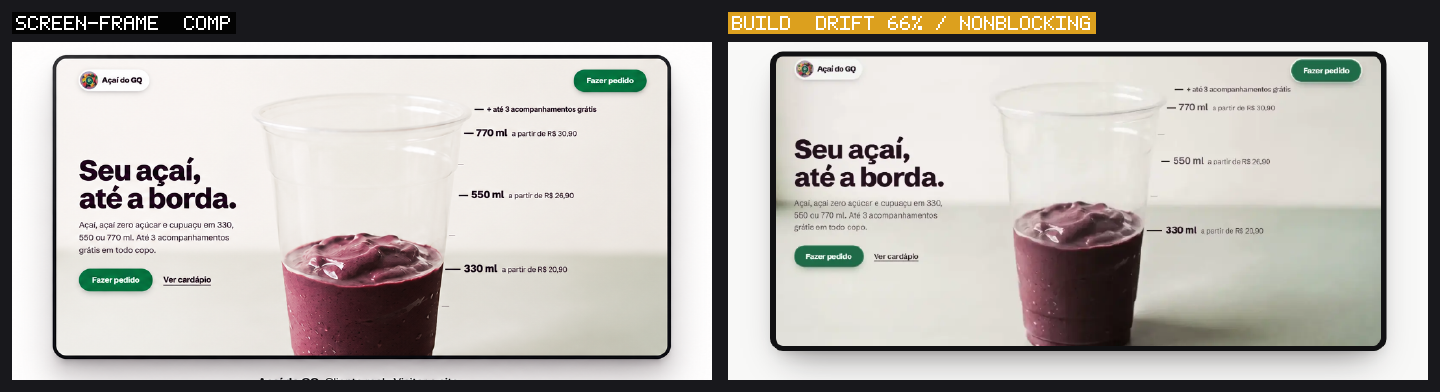 SCREEN-FRAME COMP
Açaí do GQ
Fazer pedido
+ até 3 acompanhamentos grátis
770 ml a partir de R$ 30,90
Seu açaí,
até a borda.
550 ml a partir de R$ 26,90
Açaí, açaí zero açúcar e cupuaçu em 330,
550 ou 770 ml. Até 3 acompanhamentos
grátis em todo copo.
330 ml a partir de R$ 20,90
Fazer pedido Ver cardápio
BUILD DRIFT 66% / NONBLOCKING
Açaí do GQ
Fazer pedido
+ até 3 acompanhamentos grátis
770 ml a partir de R$ 30,90
Seu açaí,
até a borda.
550 ml a partir de R$ 26,90
Açaí, açaí zero açúcar e cupuaçu em 330,
550 ou 770 ml. Até 3 acompanhamentos
grátis em todo copo.
330 ml a partir de R$ 20,90
Fazer pedido Ver cardápio